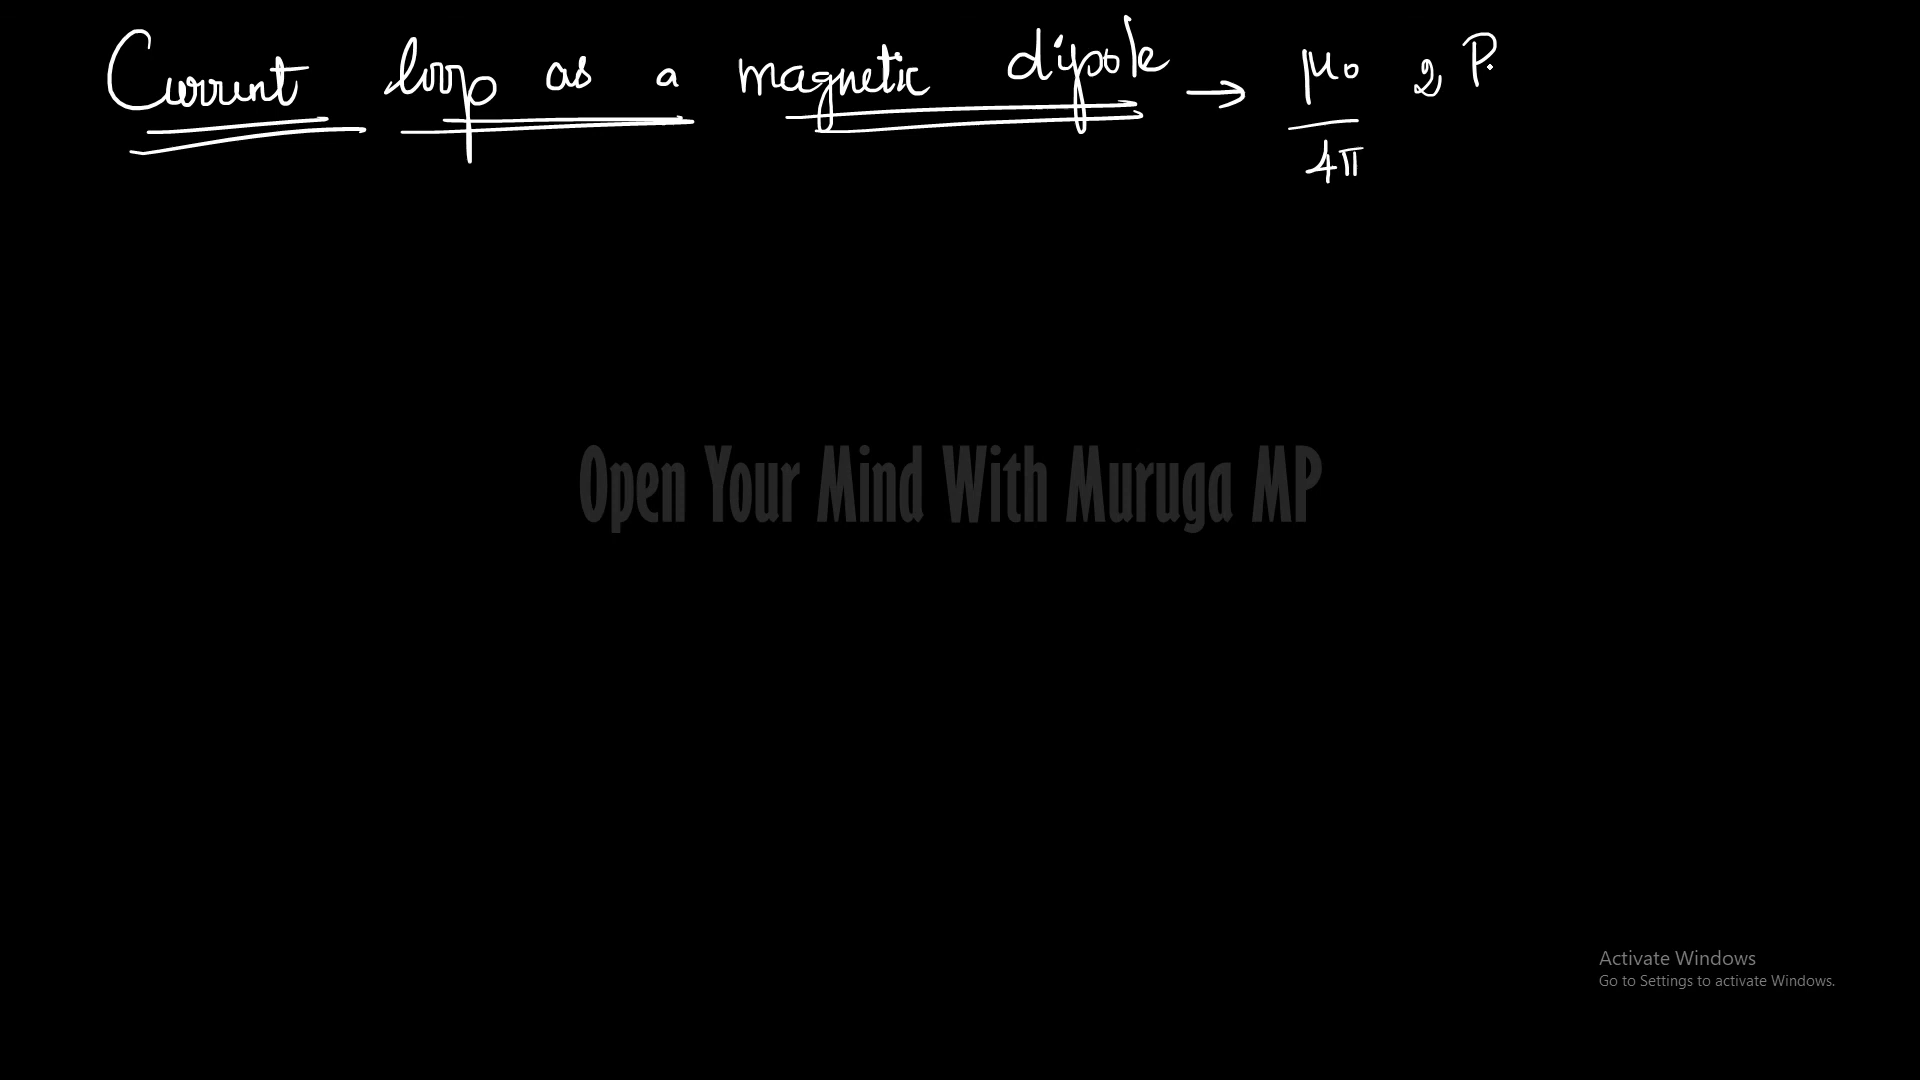 Current loop as a magnetic dipole → μ₀ 2 P.
4π
Open Your Mind With Muruga MP
Activate Windows
Go to Settings to activate Windows.